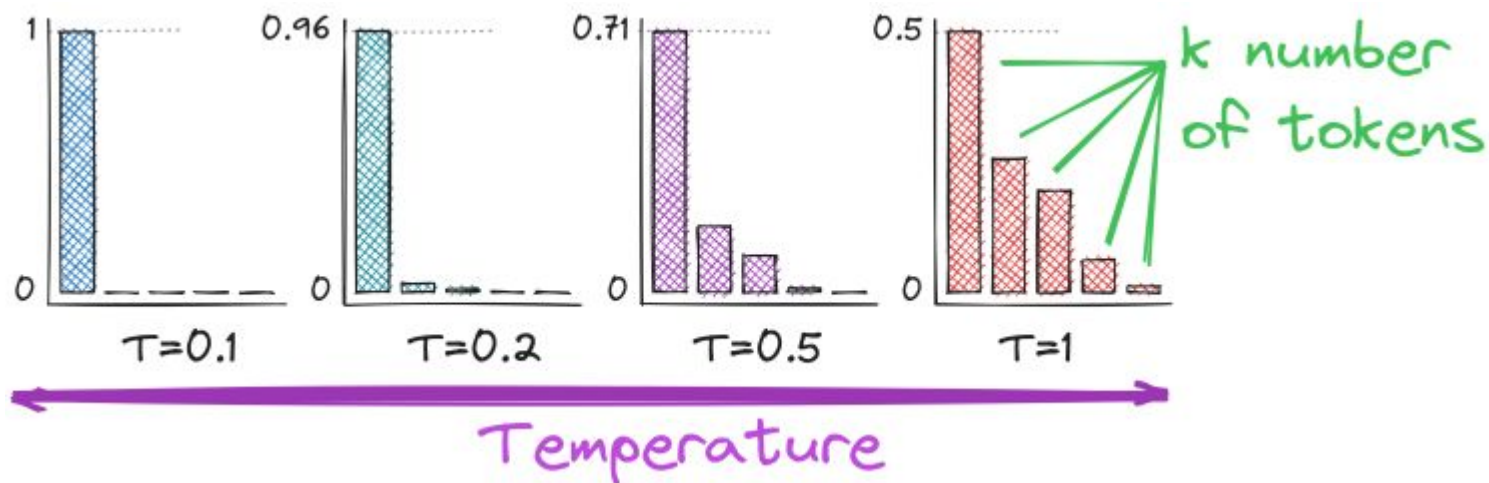 1
0
T=0.1
0.96
0
T=0.2
0.71
0
T=0.5
0.5
0
T=1
k number
of tokens
Temperature